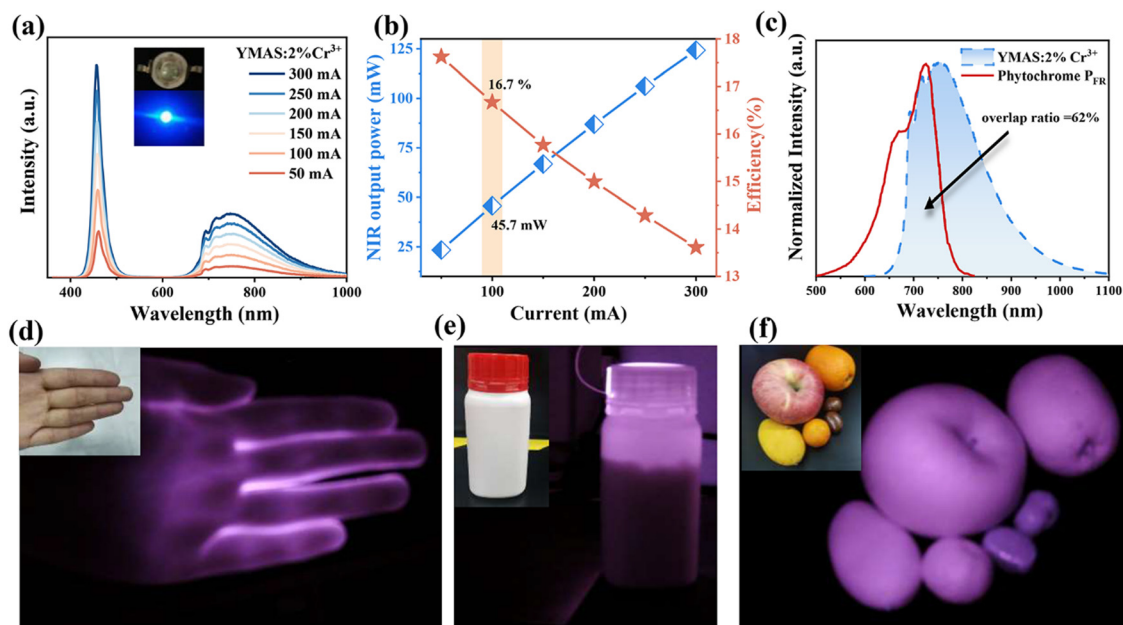 (a)
Intensity (a.u.)
YMAS:2%Cr³⁺
300 mA
250 mA
200 mA
150 mA
100 mA
50 mA
400
600
800
1000
Wavelength (nm)
(b)
NIR output power (mW)
125
100
75
50
25
16.7 %
45.7 mW
18
17
16
15
14
13
Efficiency(%)
100
200
300
Current (mA)
(c)
Normalized Intensity (a.u.)
YMAS:2% Cr³⁺
Phytochrome P_FR
overlap ratio =62%
500
600
700
800
900
1000
1100
Wavelength (nm)
(d)
(e)
(f)